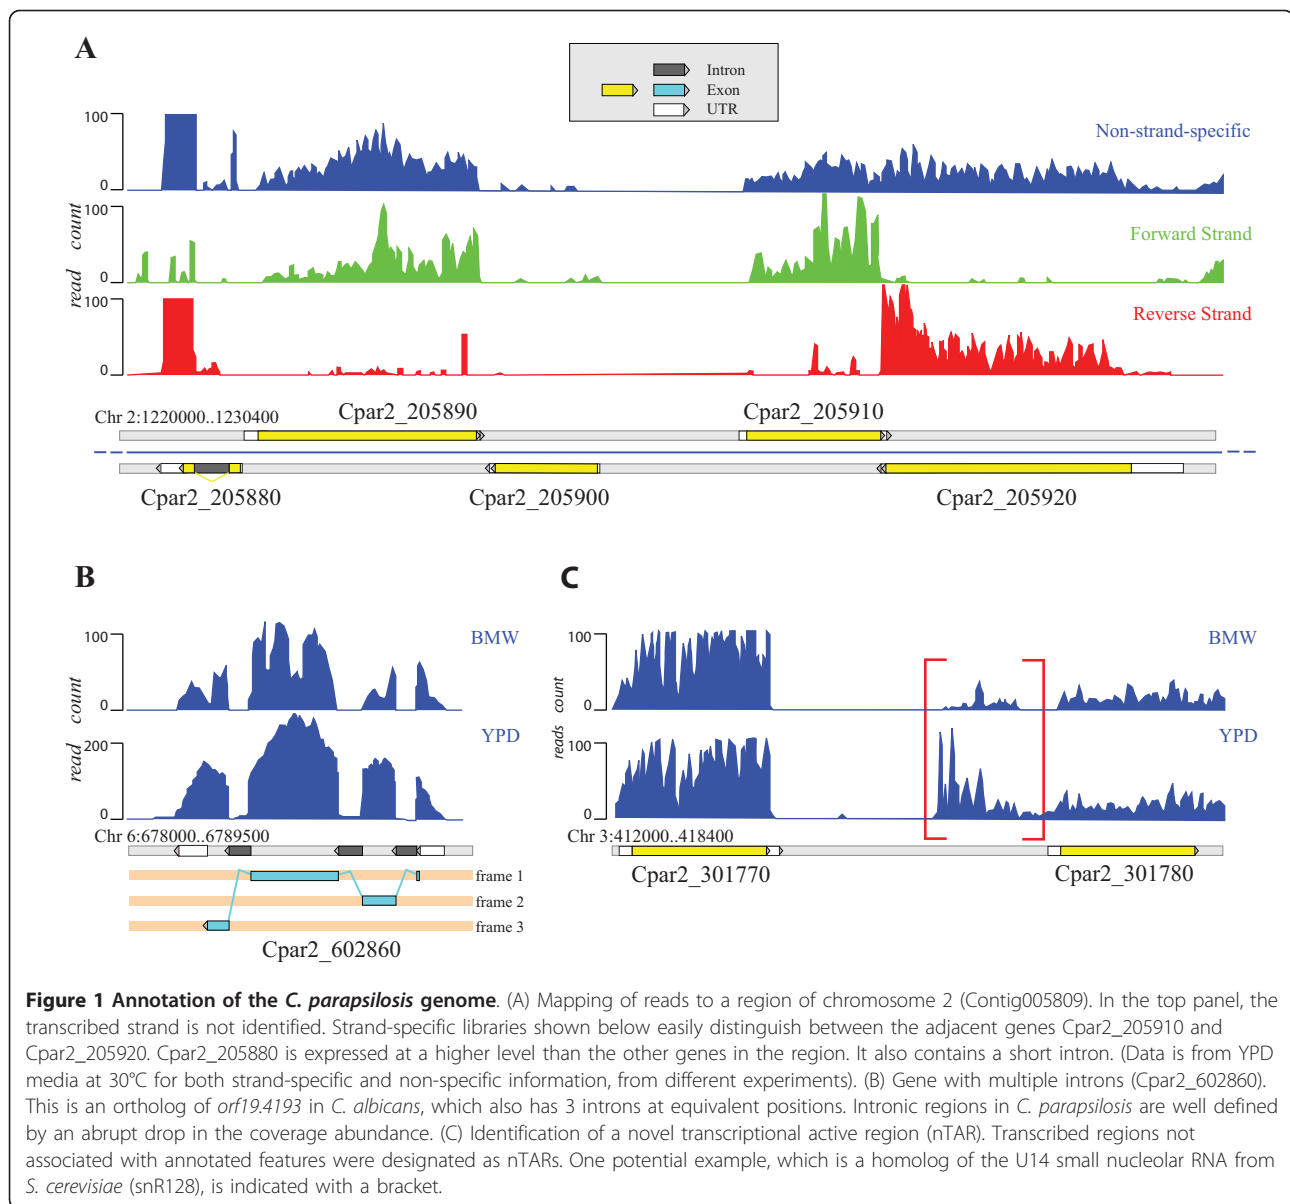 A
Intron
Exon
UTR
100
0
Non-strand-specific
100
0
Forward Strand
100
0
Reverse Strand
read count
Chr 2:1220000..1230400
Cpar2_205890
Cpar2_205910
Cpar2_205880
Cpar2_205900
Cpar2_205920
B
100
0
BMW
200
0
YPD
read count
Chr 6:678000..6789500
frame 1
frame 2
frame 3
Cpar2_602860
C
100
0
BMW
100
0
YPD
reads count
Chr 3:412000..418400
Cpar2_301770
Cpar2_301780
Figure 1 Annotation of the C. parapsilosis genome. (A) Mapping of reads to a region of chromosome 2 (Contig005809). In the top panel, the
transcribed strand is not identified. Strand-specific libraries shown below easily distinguish between the adjacent genes Cpar2_205910 and
Cpar2_205920. Cpar2_205880 is expressed at a higher level than the other genes in the region. It also contains a short intron. (Data is from YPD
media at 30°C for both strand-specific and non-specific information, from different experiments). (B) Gene with multiple introns (Cpar2_602860).
This is an ortholog of orf19.4193 in C. albicans, which also has 3 introns at equivalent positions. Intronic regions in C. parapsilosis are well defined
by an abrupt drop in the coverage abundance. (C) Identification of a novel transcriptional active region (nTAR). Transcribed regions not
associated with annotated features were designated as nTARs. One potential example, which is a homolog of the U14 small nucleolar RNA from
S. cerevisiae (snR128), is indicated with a bracket.